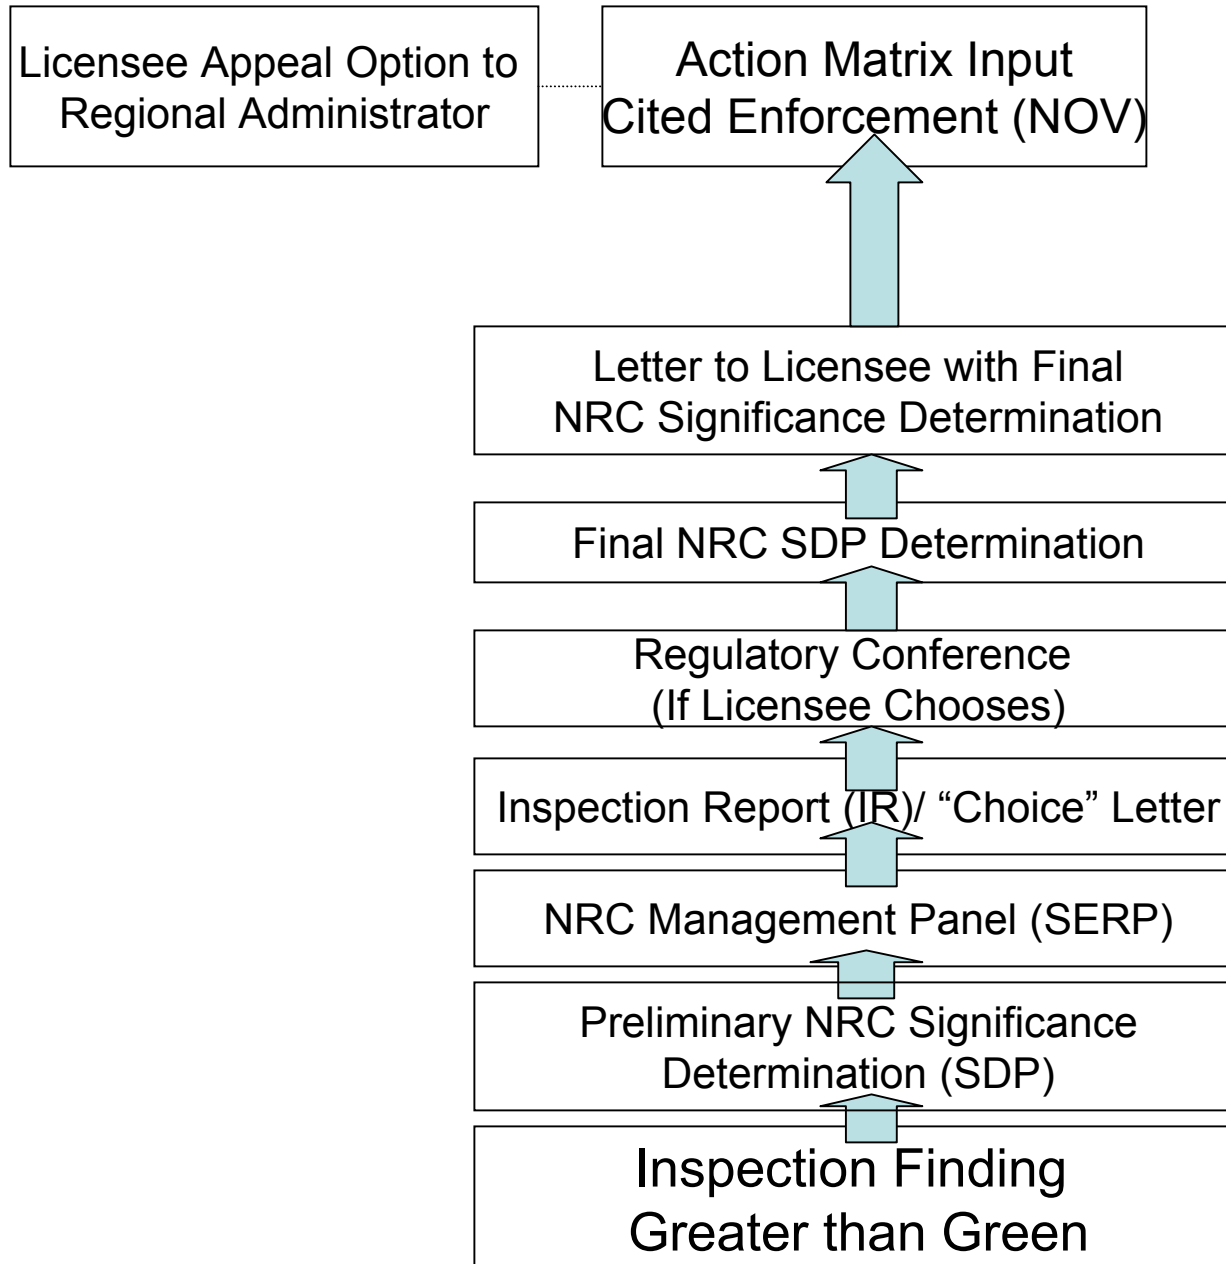 Licensee Appeal Option to
Regional Administrator
Action Matrix Input
Cited Enforcement (NOV)
Letter to Licensee with Final
NRC Significance Determination
Final NRC SDP Determination
Regulatory Conference
(If Licensee Chooses)
Inspection Report (IR)/ “Choice” Letter
NRC Management Panel (SERP)
Preliminary NRC Significance
Determination (SDP)
Inspection Finding
Greater than Green